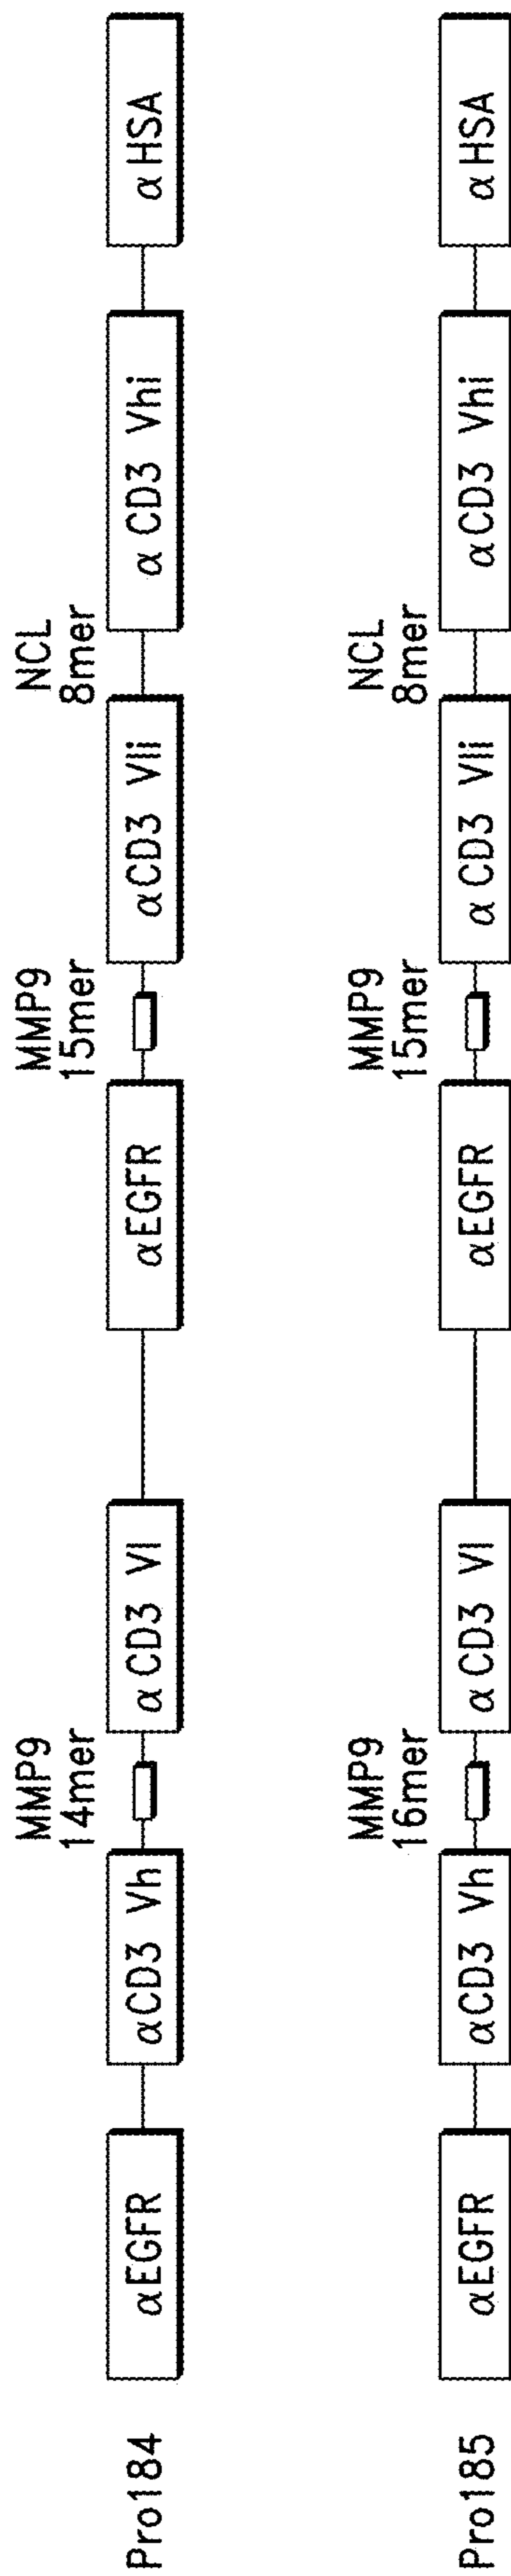 Pro184
αEGFR
αCD3 Vh
MMP9
14mer
αCD3 Vl
αEGFR
MMP9
15mer
αCD3 Vli
NCL
8mer
αCD3 Vhi
αHSA
Pro185
αEGFR
αCD3 Vh
MMP9
16mer
αCD3 Vl
αEGFR
MMP9
15mer
αCD3 Vli
NCL
8mer
αCD3 Vhi
αHSA